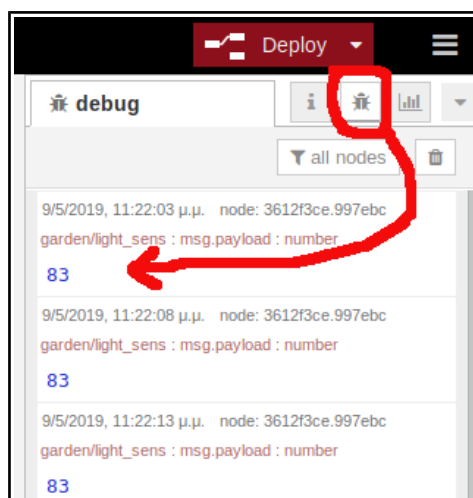 Deploy
debug
i
all nodes
9/5/2019, 11:22:03 μ.μ. node: 3612f3ce.997ebc
garden/light_sens : msg.payload : number
83
9/5/2019, 11:22:08 μ.μ. node: 3612f3ce.997ebc
garden/light_sens : msg.payload : number
83
9/5/2019, 11:22:13 μ.μ. node: 3612f3ce.997ebc
garden/light_sens : msg.payload : number
83